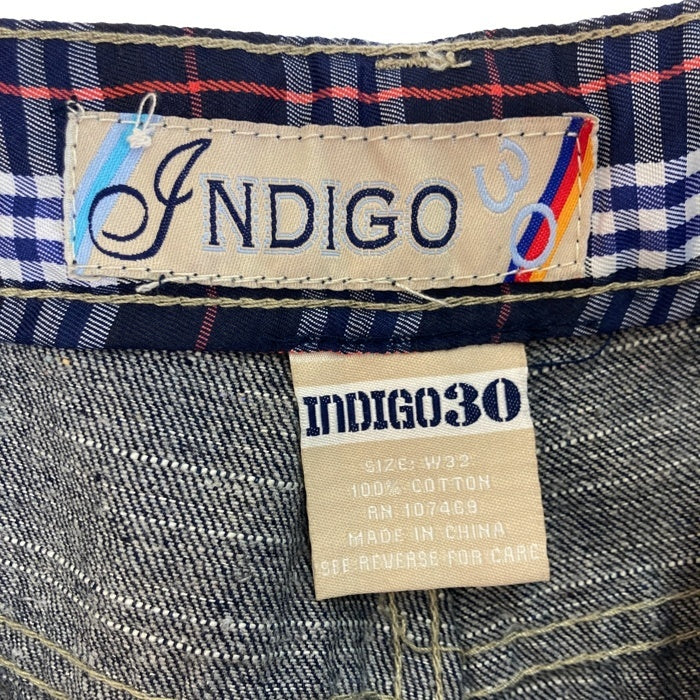 INDIGO 30
INDIGO30
SIZE: W32
100% COTTON
RN 107469
MADE IN CHINA
SEE REVERSE FOR CARE